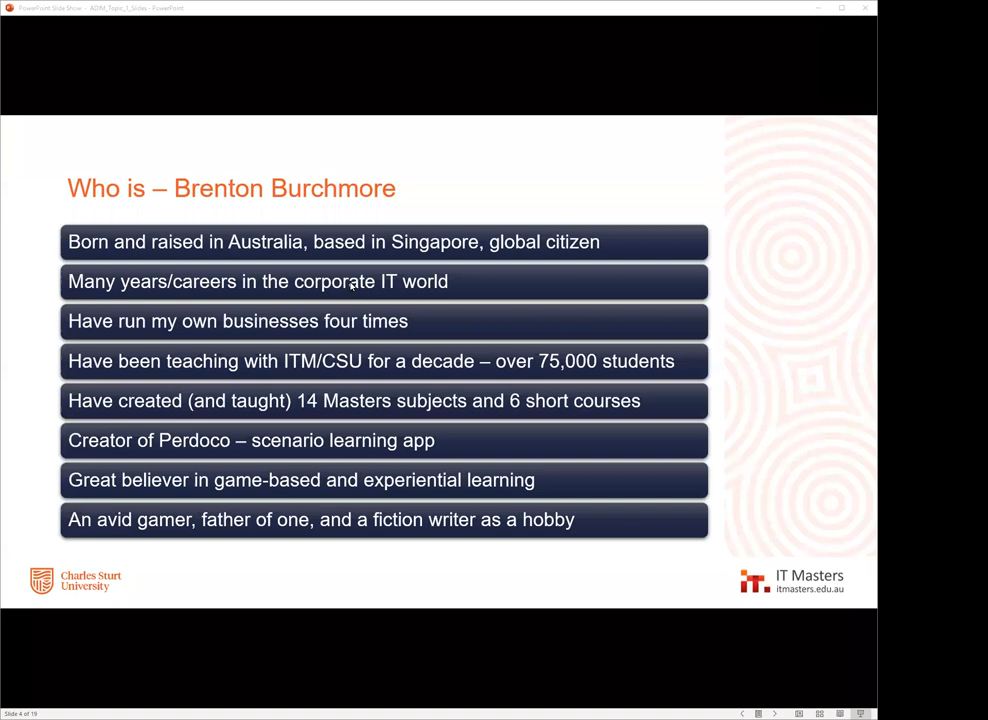 PowerPoint Slide Show - ADIM_Topic_1_Slides - PowerPoint
Who is – Brenton Burchmore
Born and raised in Australia, based in Singapore, global citizen
Many years/careers in the corporate IT world
Have run my own businesses four times
Have been teaching with ITM/CSU for a decade – over 75,000 students
Have created (and taught) 14 Masters subjects and 6 short courses
Creator of Perdoco – scenario learning app
Great believer in game-based and experiential learning
An avid gamer, father of one, and a fiction writer as a hobby
Charles Sturt
University
iT.
IT Masters
itmasters.edu.au
Slide 4 of 19